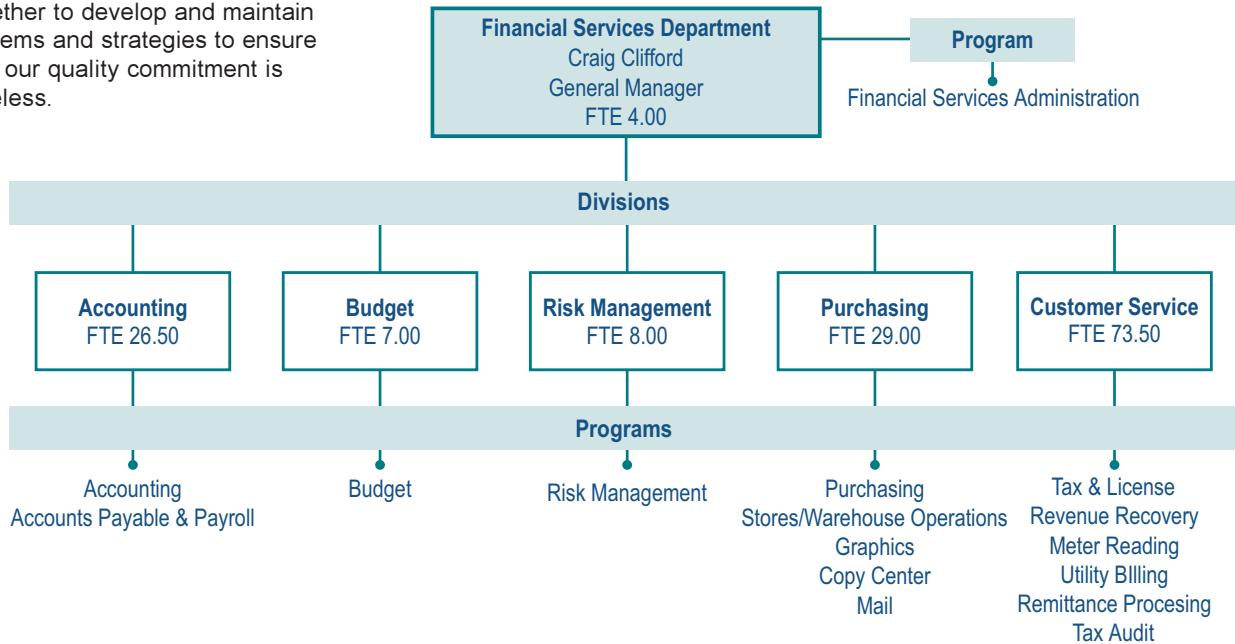 to develop and maintain
and strategies to ensure
our quality commitment is
Financial Services Department
Craig Clifford
General Manager
FTE 4.00
Program
Financial Services Administration
Divisions
Accounting
FTE 26.50
Budget
FTE 7.00
Risk Management
FTE 8.00
Purchasing
FTE 29.00
Customer Service
FTE 73.50
Programs
Accounting
Accounts Payable & Payroll
Budget
Risk Management
Purchasing
Stores/Warehouse Operations
Graphics
Copy Center
Mail
Tax & License
Revenue Recovery
Meter Reading
Utility BIlling
Remittance Procesing
Tax Audit